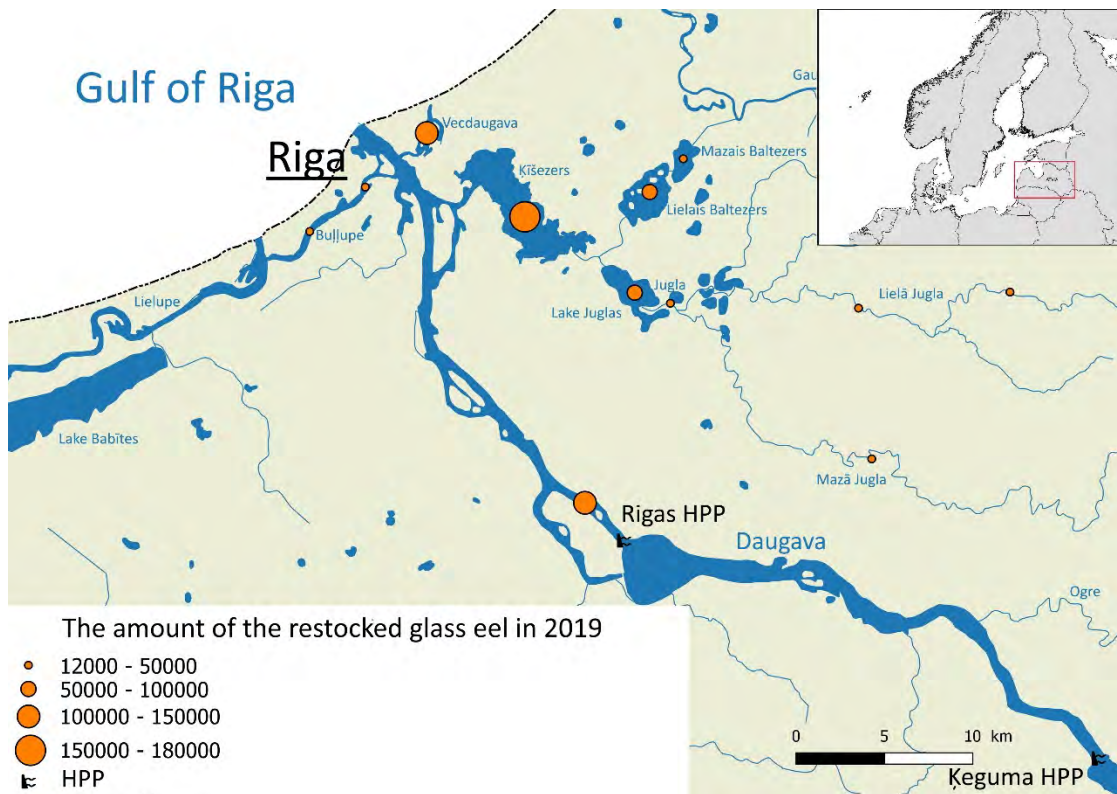 Gulf of Riga
Gau
Vecdaugava
Riga
Mazais Baltezers
Ķīšezers
Lielais Baltezers
Buļļupe
Jugla
Lielā Jugla
Lielupe
Lake Juglas
Lake Babītes
Mazā Jugla
Rigas HPP
Daugava
Ogre
The amount of the restocked glass eel in 2019
12000 - 50000
50000 - 100000
100000 - 150000
150000 - 180000
HPP
0 5 10 km
Ķeguma HPP